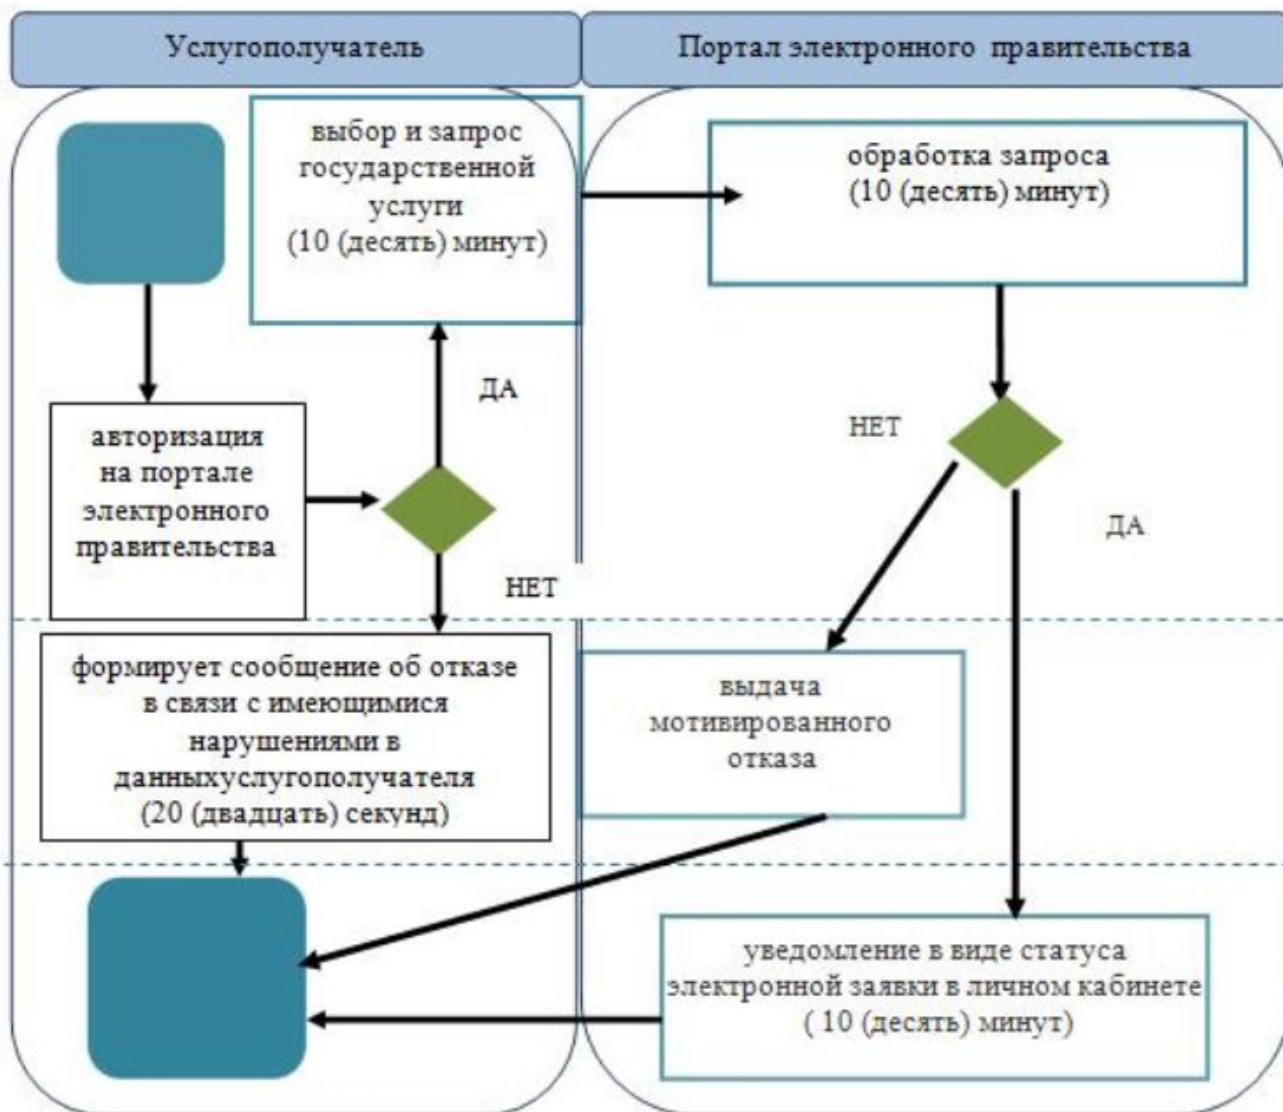 Услугополучатель
Портал электронного правительства
выбор и запрос
государственной
услуги
(10 (десять) минут)
обработка запроса
(10 (десять) минут)
ДА
НЕТ
авторизация
на портале
электронного
правительства
ДА
НЕТ
формирует сообщение об отказе
в связи с имеющимися
нарушениями в
данныхуслугополучателя
(20 (двадцать) секунд)
выдача
мотивированного
отказа
уведомление в виде статуса
электронной заявки в личном кабинете
( 10 (десять) минут)